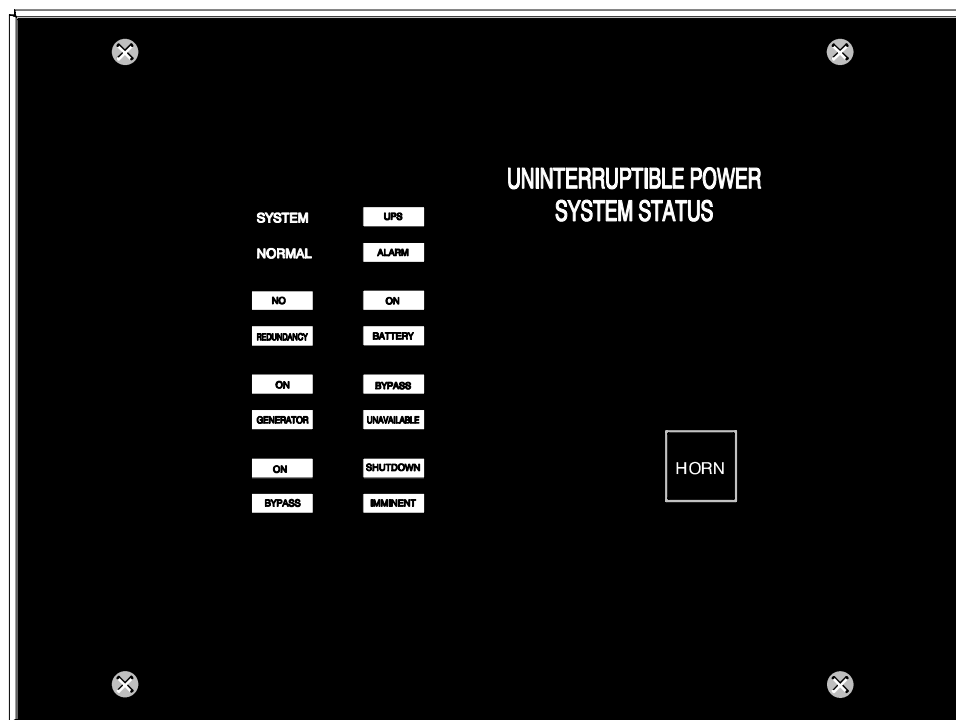 UNINTERRUPTIBLE POWER
SYSTEM STATUS
SYSTEM
NORMAL
UPS
ALARM
NO
REDUNDANCY
ON
BATTERY
ON
GENERATOR
BYPASS
UNAVAILABLE
ON
BYPASS
SHUTDOWN
IMMINENT
HORN